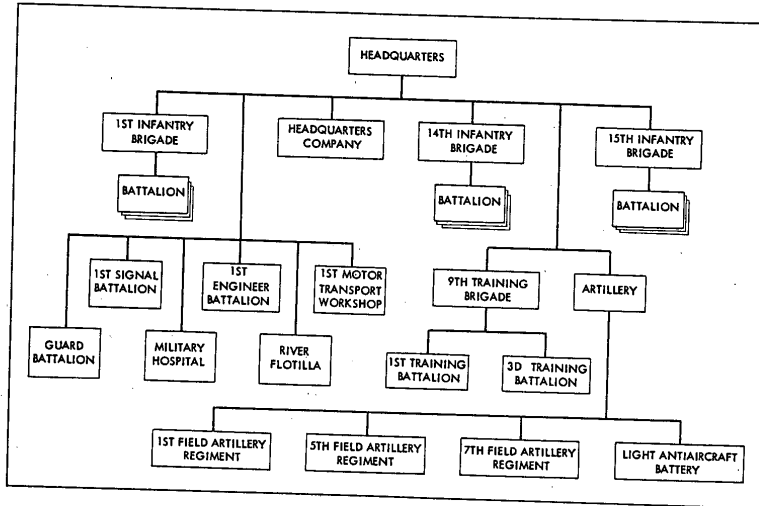 HEADQUARTERS
1ST INFANTRY
BRIGADE
HEADQUARTERS
COMPANY
14TH INFANTRY
BRIGADE
15TH INFANTRY
BRIGADE
BATTALION
BATTALION
BATTALION
1ST SIGNAL
BATTALION
1ST
ENGINEER
BATTALION
1ST MOTOR
TRANSPORT
WORKSHOP
9TH TRAINING
BRIGADE
ARTILLERY
GUARD
BATTALION
MILITARY
HOSPITAL
RIVER
FLOTILLA
1ST TRAINING
BATTALION
3D TRAINING
BATTALION
1ST FIELD ARTILLERY
REGIMENT
5TH FIELD ARTILLERY
REGIMENT
7TH FIELD ARTILLERY
REGIMENT
LIGHT ANTIAIRCRAFT
BATTERY